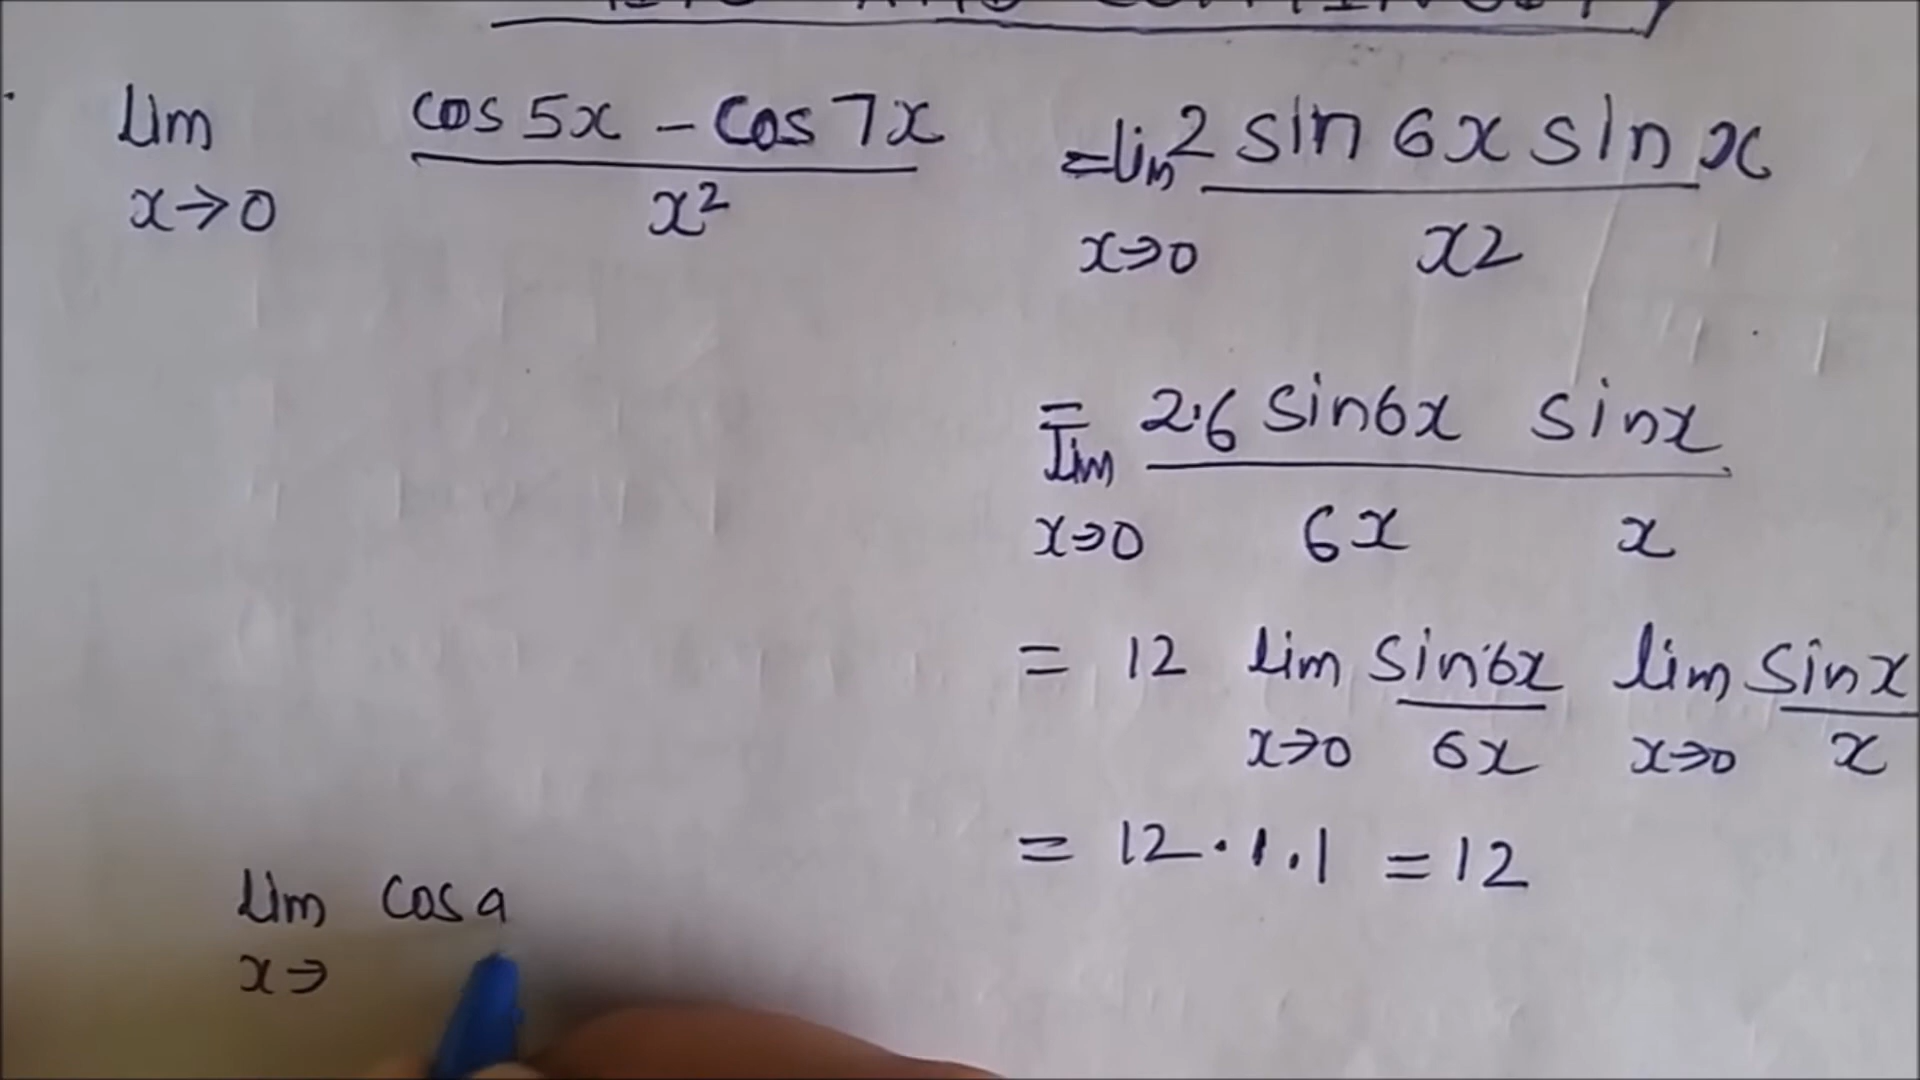 lim cos 5x - cos 7x = lim 2 sin 6x sin x
x→0 x² x→0 x2
= lim 2·6 sin6x sinx
x→0 6x x
= 12 lim sin6x lim sinx
x→0 6x x→0 x
= 12·1·1 = 12
lim cos a
x→